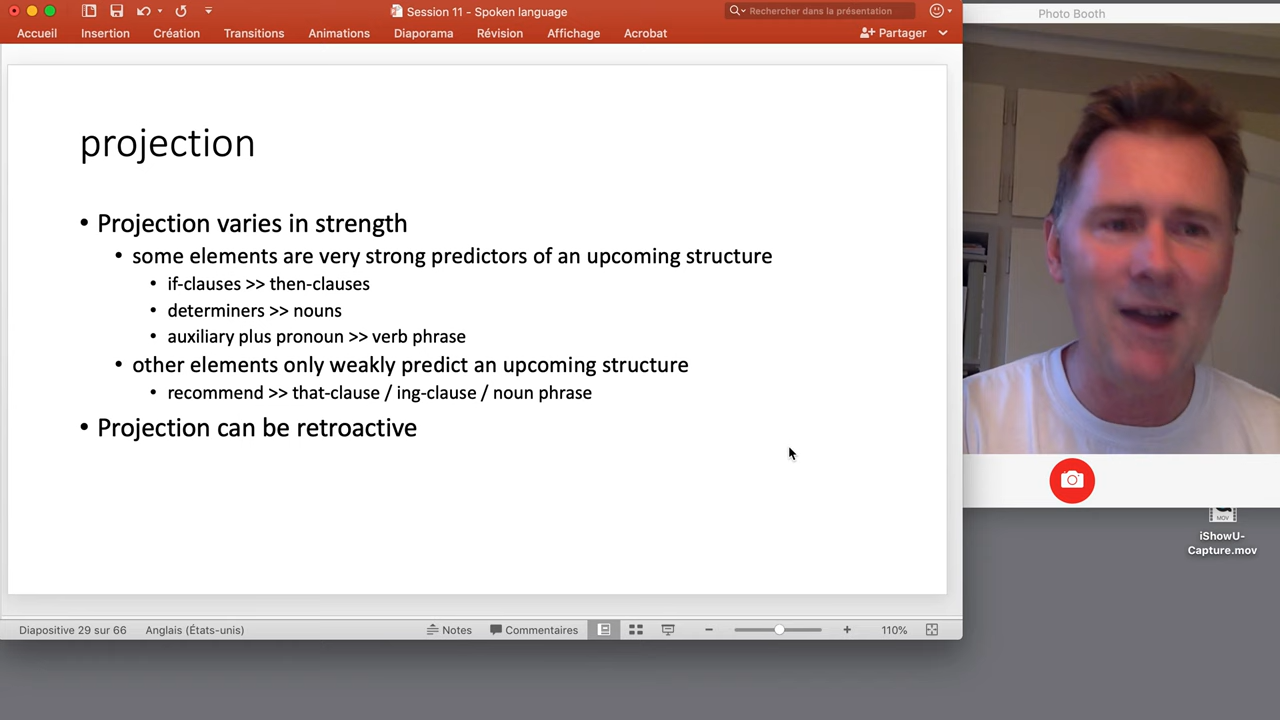 Session 11 - Spoken language
Rechercher dans la présentation
Photo Booth
Accueil
Insertion
Création
Transitions
Animations
Diaporama
Révision
Affichage
Acrobat
Partager
projection
• Projection varies in strength
• some elements are very strong predictors of an upcoming structure
• if-clauses >> then-clauses
• determiners >> nouns
• auxiliary plus pronoun >> verb phrase
• other elements only weakly predict an upcoming structure
• recommend >> that-clause / ing-clause / noun phrase
• Projection can be retroactive
MOV
iShowU-
Capture.mov
Diapositive 29 sur 66
Anglais (États-unis)
Notes
Commentaires
110%